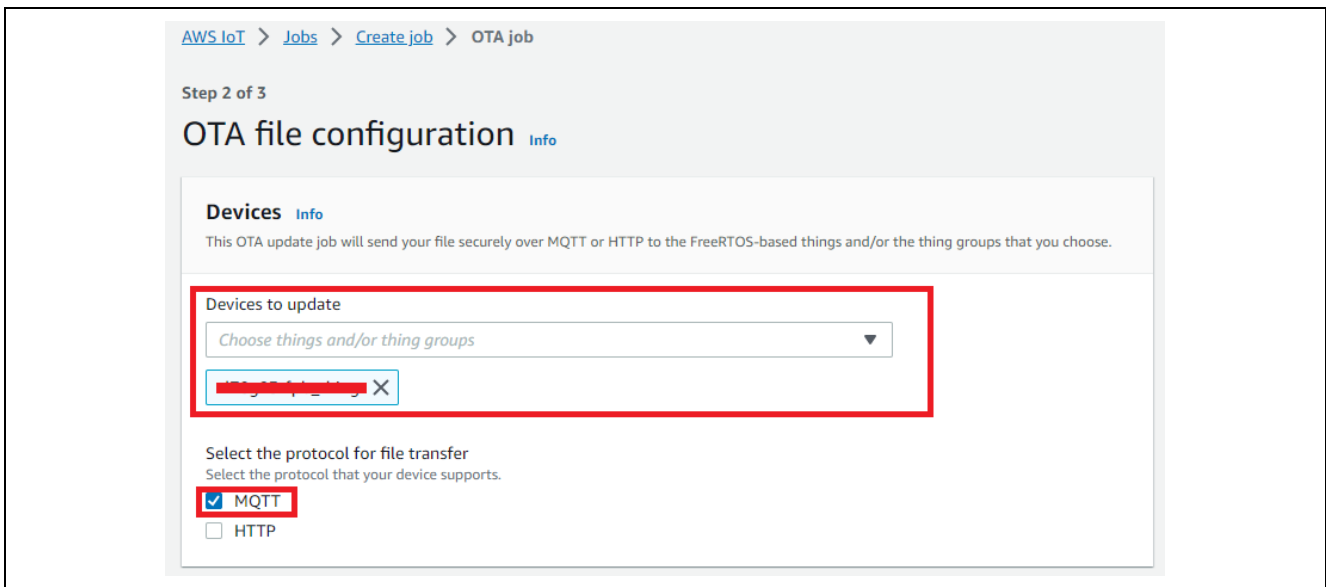 AWS IoT > Jobs > Create job > OTA job
Step 2 of 3
OTA file configuration Info
Devices Info
This OTA update job will send your file securely over MQTT or HTTP to the FreeRTOS-based things and/or the thing groups that you choose.
Devices to update
Choose things and/or thing groups
Select the protocol for file transfer
Select the protocol that your device supports.
MQTT
HTTP